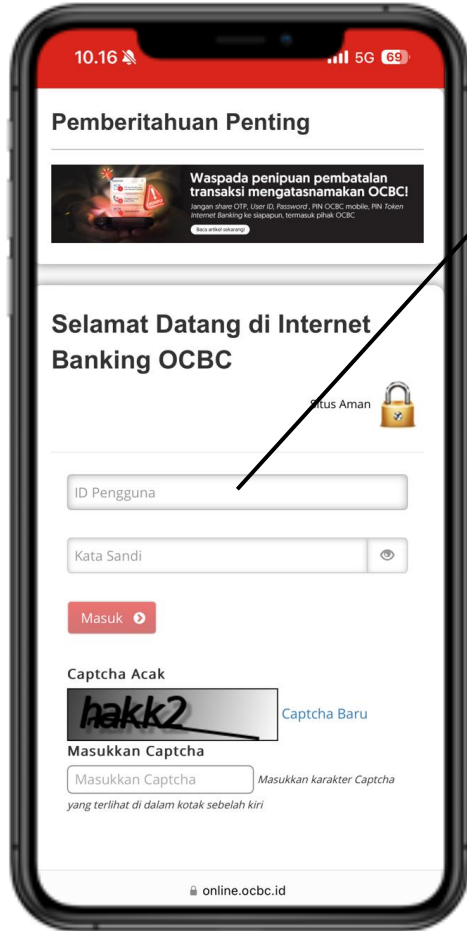 10.16
5G 69
Pemberitahuan Penting
Waspada penipuan pembatalan
transaksi mengatasnamakan OCBC!
Jangan share OTP, User ID, Password, PIN OCBC mobile, PIN Token
Internet Banking ke siapapun, termasuk pihak OCBC
Baca artikel sekarang!
Selamat Datang di Internet
Banking OCBC
Situs Aman
ID Pengguna
Kata Sandi
Masuk
Captcha Acak
hakk2
Captcha Baru
Masukkan Captcha
Masukkan Captcha Masukkan karakter Captcha
yang terlihat di dalam kotak sebelah kiri
online.ocbc.id